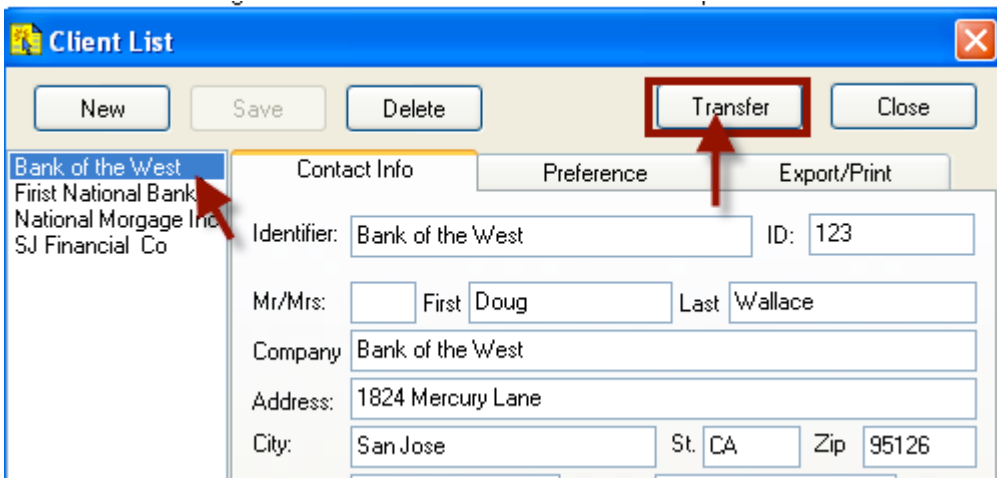 Client List
New Save Delete Transfer Close
Bank of the West
Firist National Bank
National Morgage Inc
SJ Financial Co
Contact Info Preference Export/Print
Identifier: Bank of the West ID: 123
Mr/Mrs: First Doug Last Wallace
Company Bank of the West
Address: 1824 Mercury Lane
City: San Jose St. CA Zip 95126